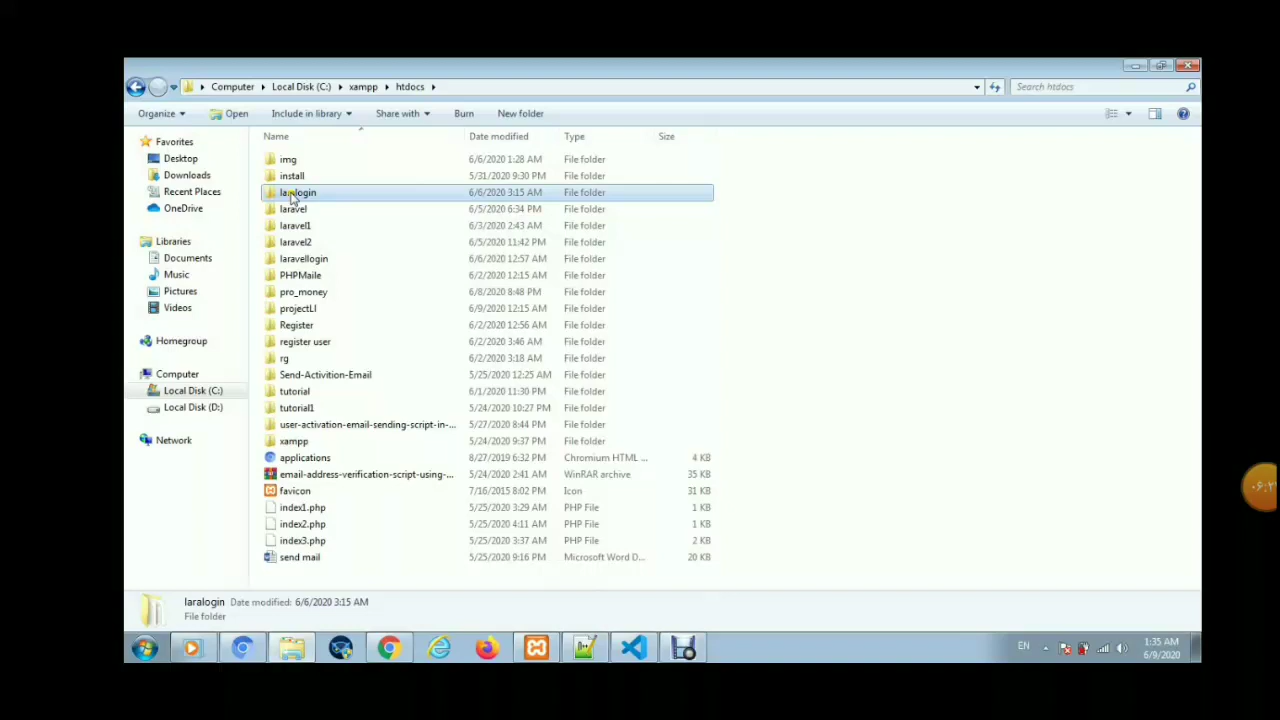 Computer Local Disk (C:) xampp htdocs Search htdocs
Organize Open Include in library Share with Burn New folder
Name Date modified Type Size
Favorites
Desktop
Downloads
Recent Places
OneDrive
Libraries
Documents
Music
Pictures
Videos
Homegroup
Computer
Local Disk (C:)
Local Disk (D:)
Network
img 6/6/2020 1:28 AM File folder
install 5/31/2020 9:30 PM File folder
laralogin 6/6/2020 3:15 AM File folder
laravel 6/5/2020 6:34 PM File folder
laravel1 6/3/2020 2:43 AM File folder
laravel2 6/5/2020 11:42 PM File folder
laravellogin 6/6/2020 12:57 AM File folder
PHPMaile 6/2/2020 12:15 AM File folder
pro_money 6/8/2020 8:48 PM File folder
projectLI 6/9/2020 12:15 AM File folder
Register 6/2/2020 12:56 AM File folder
register user 6/2/2020 3:46 AM File folder
rg 6/2/2020 3:18 AM File folder
Send-Activition-Email 5/25/2020 12:25 AM File folder
tutorial 6/1/2020 11:30 PM File folder
tutorial1 5/24/2020 10:27 PM File folder
user-activation-email-sending-script-in-... 5/27/2020 8:44 PM File folder
xampp 5/24/2020 9:37 PM File folder
applications 8/27/2019 6:32 PM Chromium HTML ... 4 KB
email-address-verification-script-using-... 5/24/2020 2:41 AM WinRAR archive 35 KB
favicon 7/16/2015 8:02 PM Icon 31 KB
index1.php 5/25/2020 3:29 AM PHP File 1 KB
index2.php 5/25/2020 4:11 AM PHP File 1 KB
index3.php 5/25/2020 3:37 AM PHP File 2 KB
send mail 5/25/2020 9:16 PM Microsoft Word D... 20 KB
laralogin Date modified: 6/6/2020 3:15 AM
File folder
EN 1:35 AM
6/9/2020